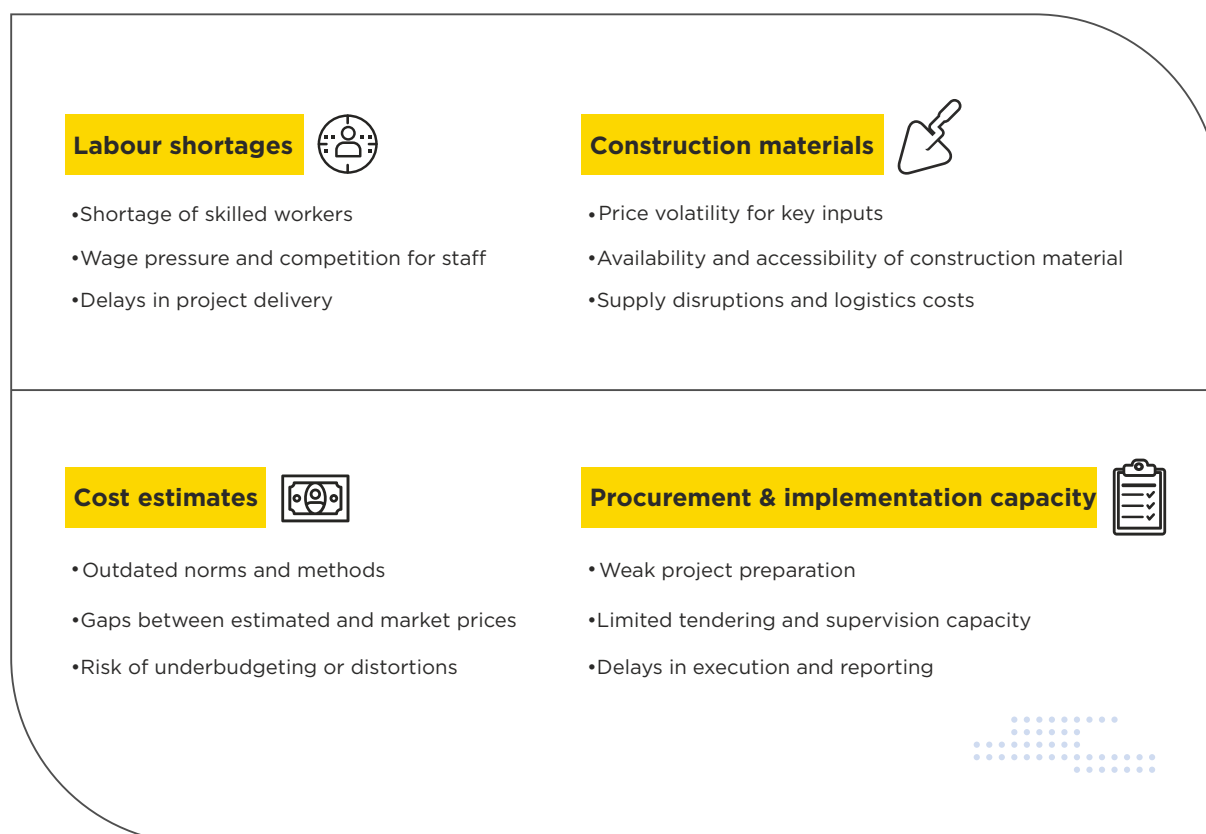 Labour shortages
•Shortage of skilled workers
•Wage pressure and competition for staff
•Delays in project delivery
Construction materials
•Price volatility for key inputs
•Availability and accessibility of construction material
•Supply disruptions and logistics costs
Cost estimates
•Outdated norms and methods
•Gaps between estimated and market prices
•Risk of underbudgeting or distortions
Procurement & implementation capacity
•Weak project preparation
•Limited tendering and supervision capacity
•Delays in execution and reporting